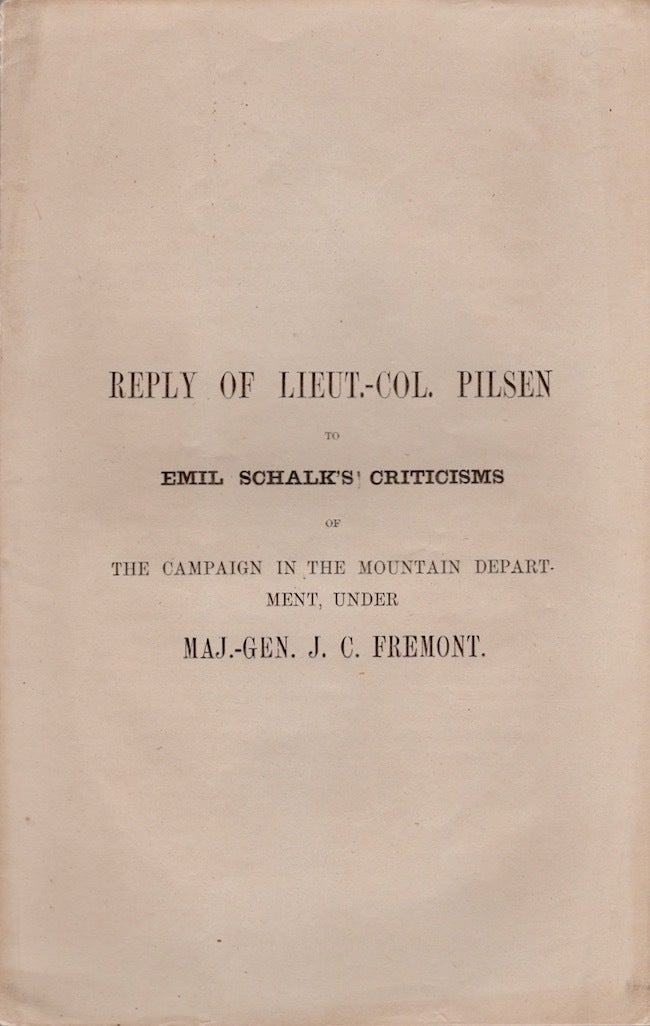 REPLY OF LIEUT.-COL. PILSEN
TO
EMIL SCHALK'S CRITICISMS
OF
THE CAMPAIGN IN THE MOUNTAIN DEPART-
MENT, UNDER
MAJ.-GEN. J. C. FREMONT.